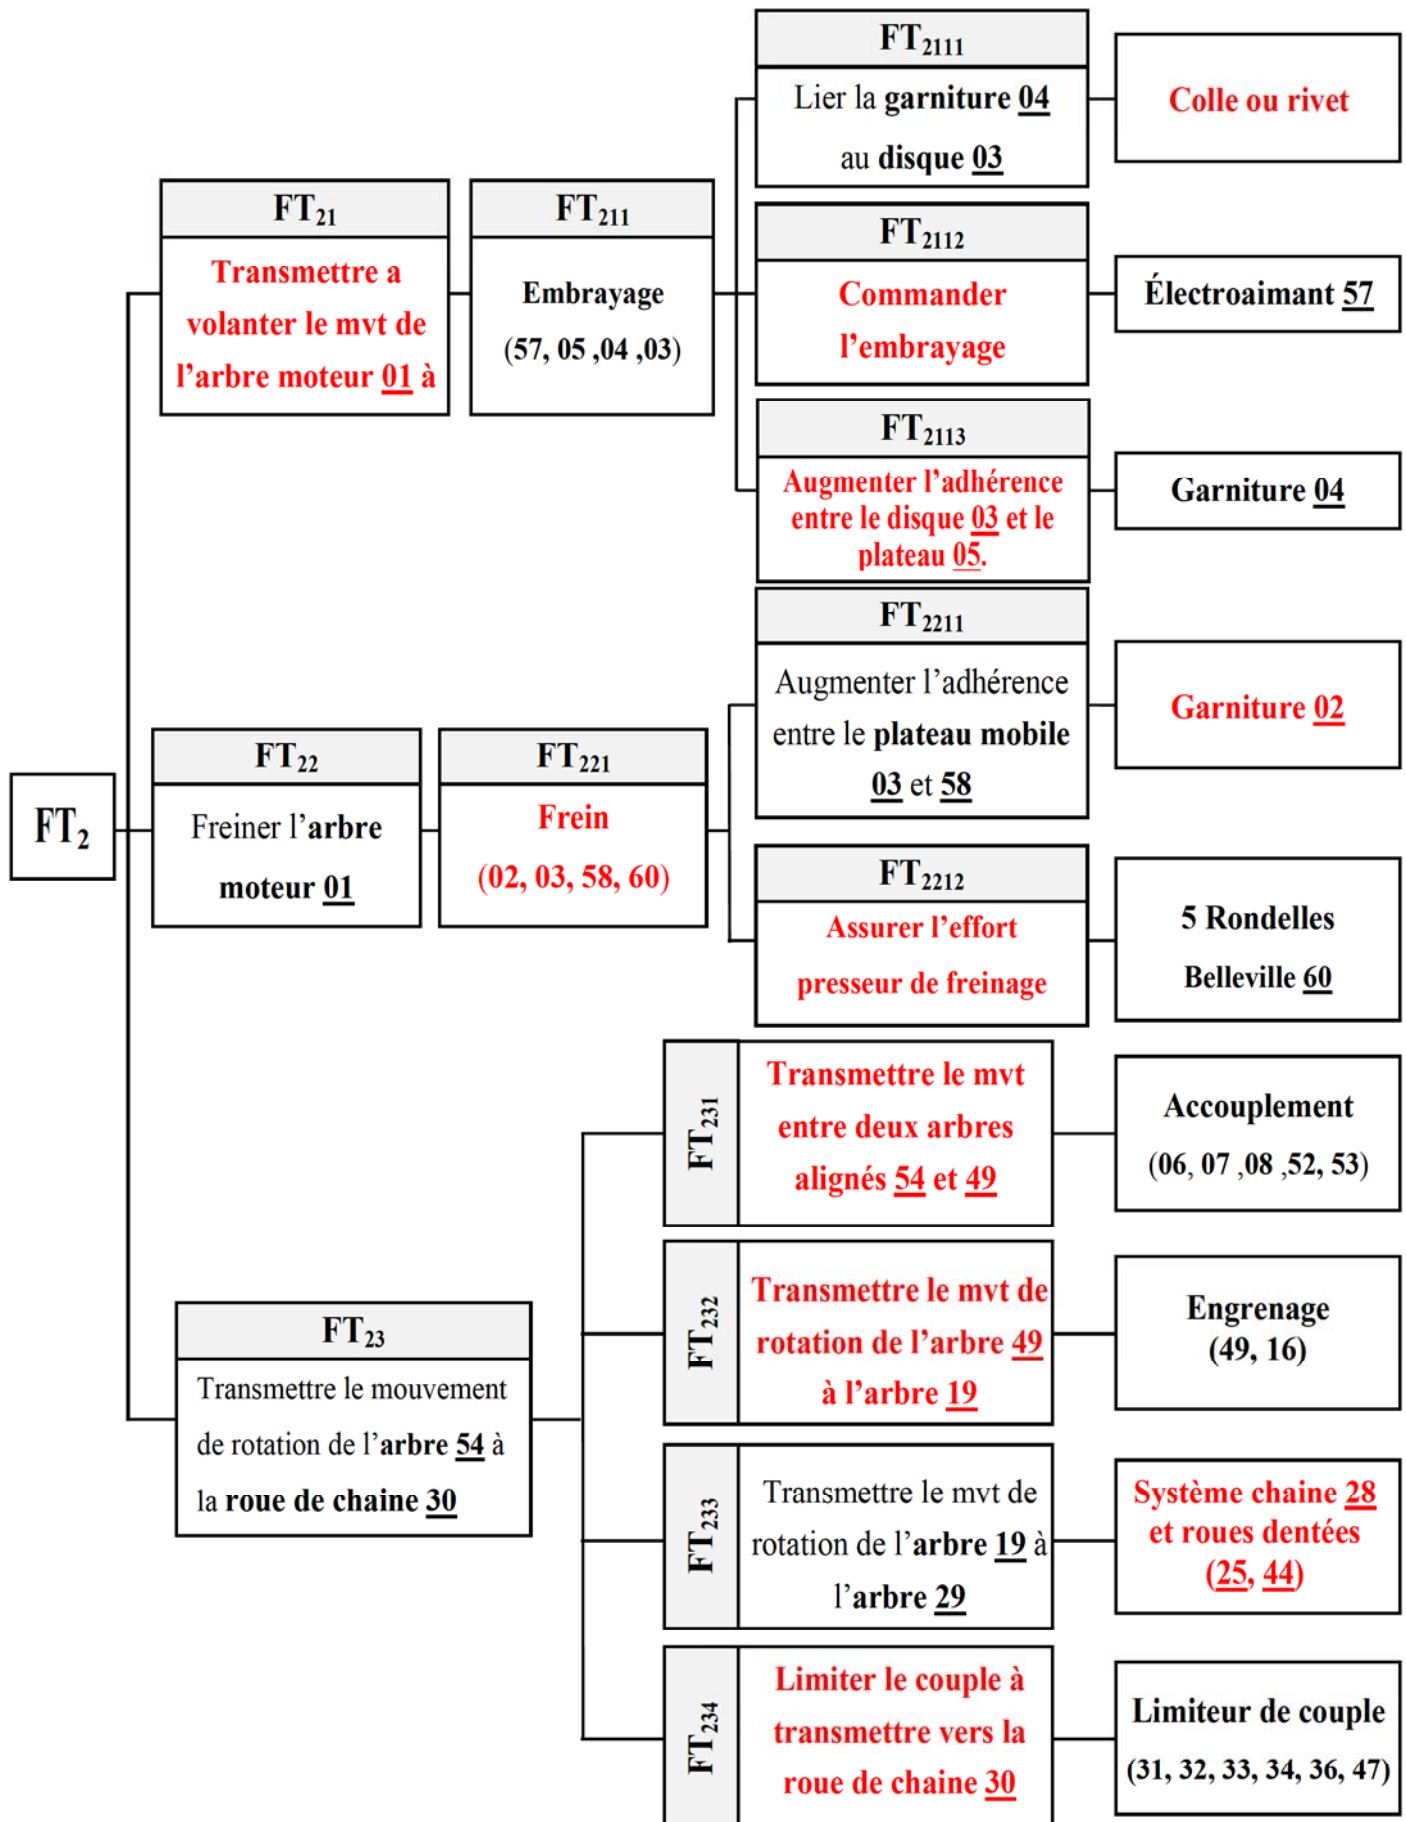 FT2
FT21
Transmettre a
volanter le mvt de
l'arbre moteur 01 à
FT211
Embrayage
(57, 05 ,04 ,03)
FT2111
Lier la garniture 04
au disque 03
Colle ou rivet
FT2112
Commander
l'embrayage
Électroaimant 57
FT2113
Augmenter l'adhérence
entre le disque 03 et le
plateau 05.
Garniture 04
FT22
Freiner l'arbre
moteur 01
FT221
Frein
(02, 03, 58, 60)
FT2211
Augmenter l'adhérence
entre le plateau mobile
03 et 58
Garniture 02
FT2212
Assurer l'effort
presseur de freinage
5 Rondelles
Belleville 60
FT23
Transmettre le mouvement
de rotation de l'arbre 54 à
la roue de chaine 30
FT231
Transmettre le mvt
entre deux arbres
alignés 54 et 49
Accouplement
(06, 07 ,08 ,52, 53)
FT232
Transmettre le mvt de
rotation de l'arbre 49
à l'arbre 19
Engrenage
(49, 16)
FT233
Transmettre le mvt de
rotation de l'arbre 19 à
l'arbre 29
Système chaine 28
et roues dentées
(25, 44)
FT234
Limiter le couple à
transmettre vers la
roue de chaine 30
Limiteur de couple
(31, 32, 33, 34, 36, 47)